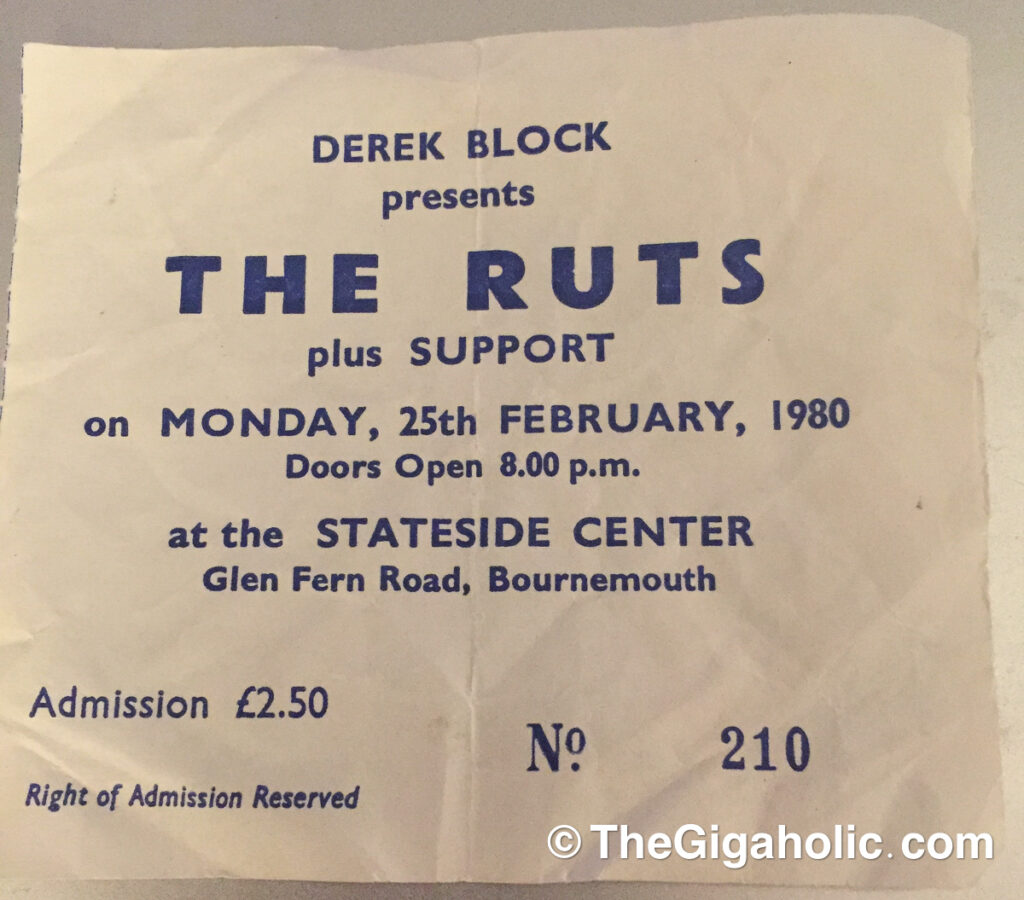 DEREK BLOCK
presents
THE RUTS
plus SUPPORT
on MONDAY, 25th FEBRUARY, 1980
Doors Open 8.00 p.m.
at the STATESIDE CENTER
Glen Fern Road, Bournemouth
Admission £2.50
Nº 210
Right of Admission Reserved
© TheGigaholic.com